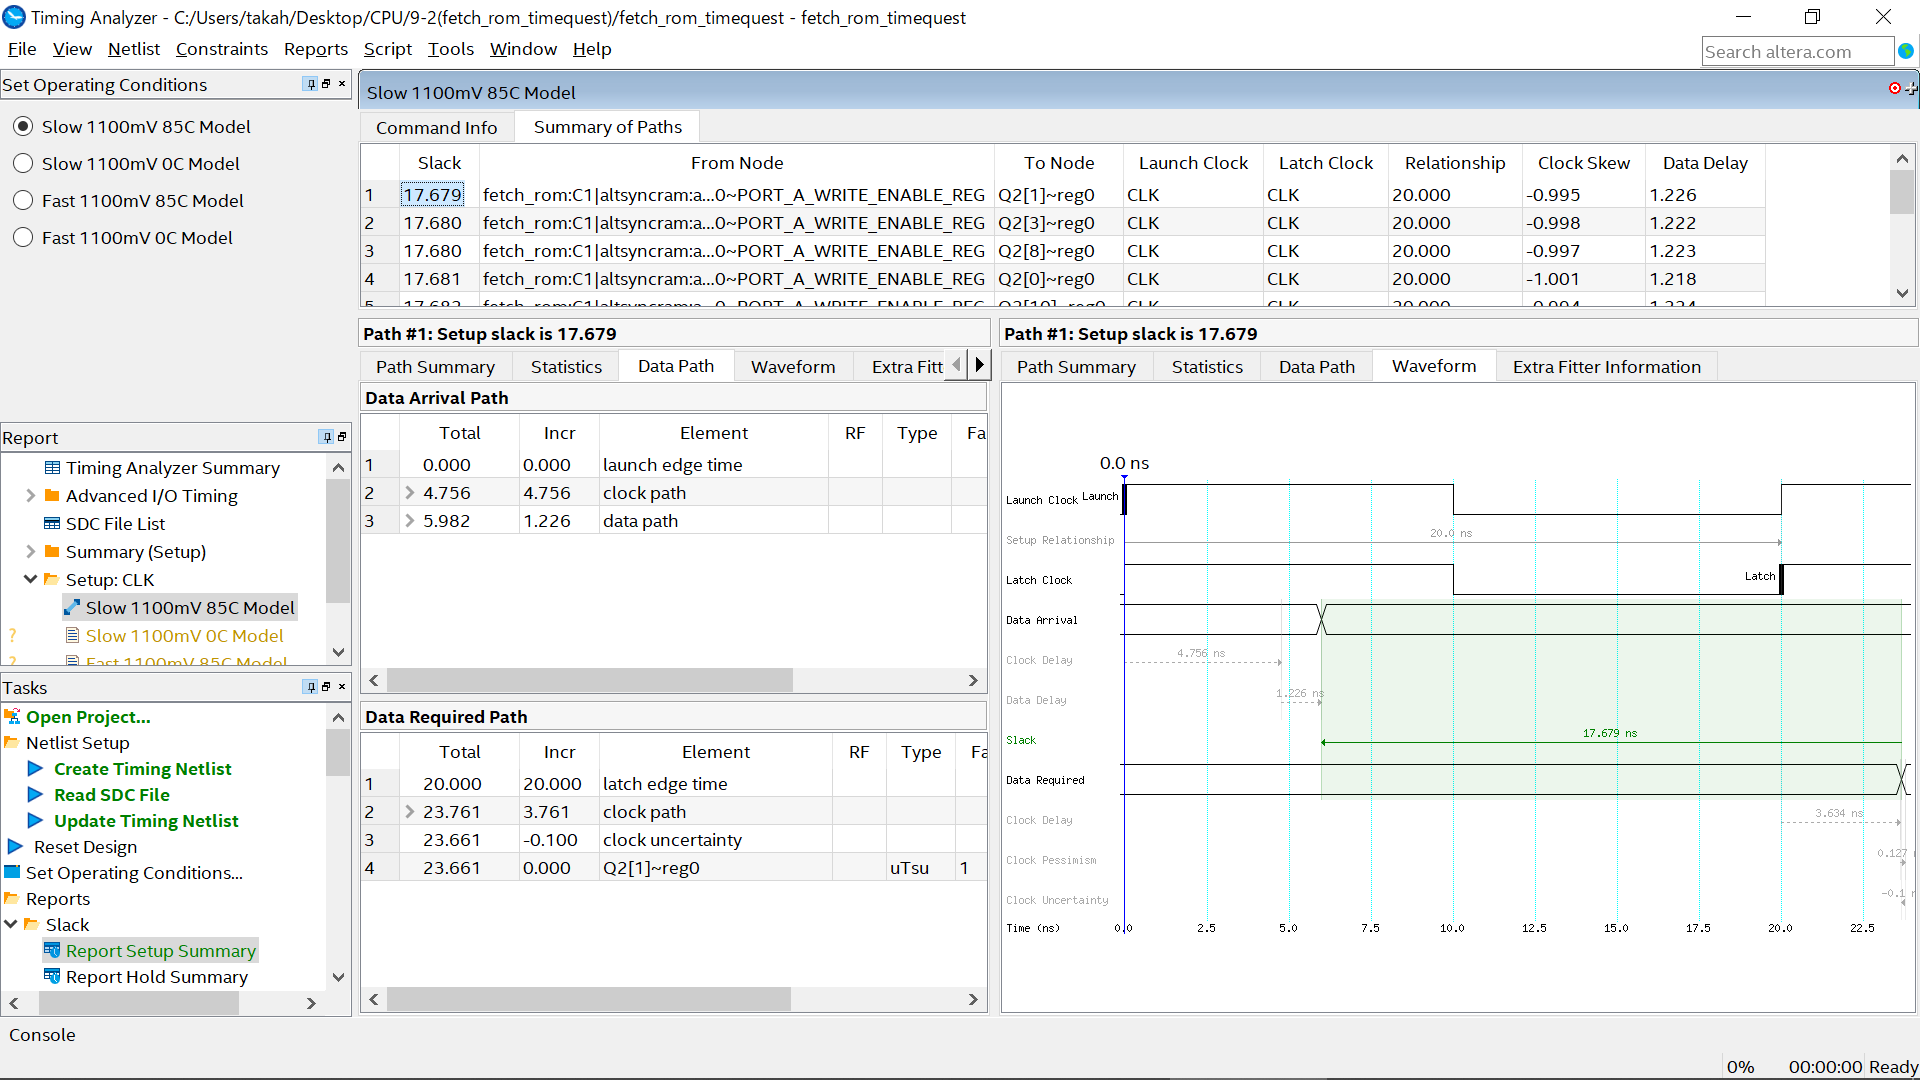 Timing Analyzer - C:/Users/takah/Desktop/CPU/9-2(fetch_rom_timequest)/fetch_rom_timequest - fetch_rom_timequest
File View Netlist Constraints Reports Script Tools Window Help
Search altera.com
Set Operating Conditions
Slow 1100mV 85C Model
Slow 1100mV 0C Model
Fast 1100mV 85C Model
Fast 1100mV 0C Model
Report
Timing Analyzer Summary
Advanced I/O Timing
SDC File List
Summary (Setup)
Setup: CLK
Slow 1100mV 85C Model
? Slow 1100mV 0C Model
? Fast 1100mV 85C Model
Tasks
Open Project...
Netlist Setup
Create Timing Netlist
Read SDC File
Update Timing Netlist
Reset Design
Set Operating Conditions...
Reports
Slack
Report Setup Summary
Report Hold Summary
Slow 1100mV 85C Model
Command Info Summary of Paths
Slack From Node To Node Launch Clock Latch Clock Relationship Clock Skew Data Delay
1 17.679 fetch_rom:C1|altsyncram:a...0~PORT_A_WRITE_ENABLE_REG Q2[1]~reg0 CLK CLK 20.000 -0.995 1.226
2 17.680 fetch_rom:C1|altsyncram:a...0~PORT_A_WRITE_ENABLE_REG Q2[3]~reg0 CLK CLK 20.000 -0.998 1.222
3 17.680 fetch_rom:C1|altsyncram:a...0~PORT_A_WRITE_ENABLE_REG Q2[8]~reg0 CLK CLK 20.000 -0.997 1.223
4 17.681 fetch_rom:C1|altsyncram:a...0~PORT_A_WRITE_ENABLE_REG Q2[0]~reg0 CLK CLK 20.000 -1.001 1.218
5 17.682 fetch_rom:C1|altsyncram:a...0~PORT_A_WRITE_ENABLE_REG Q2[10]~reg0 CLK CLK 20.000 -0.994 1.224
Path #1: Setup slack is 17.679
Path Summary Statistics Data Path Waveform Extra Fitt
Data Arrival Path
Total Incr Element RF Type Fa
1 0.000 0.000 launch edge time
2 4.756 4.756 clock path
3 5.982 1.226 data path
Data Required Path
Total Incr Element RF Type Fa
1 20.000 20.000 latch edge time
2 23.761 3.761 clock path
3 23.661 -0.100 clock uncertainty
4 23.661 0.000 Q2[1]~reg0 uTsu 1
Path #1: Setup slack is 17.679
Path Summary Statistics Data Path Waveform Extra Fitter Information
0.0 ns
Launch Clock Launch
Setup Relationship 20.0 ns
Latch Clock Latch
Data Arrival
Clock Delay 4.756 ns
Data Delay 1.226 ns
Slack 17.679 ns
Data Required
Clock Delay 3.634 ns
Clock Pessimism 0.127
Clock Uncertainty -0.1
Time (ns) 0.0 2.5 5.0 7.5 10.0 12.5 15.0 17.5 20.0 22.5
Console
0% 00:00:00 Ready